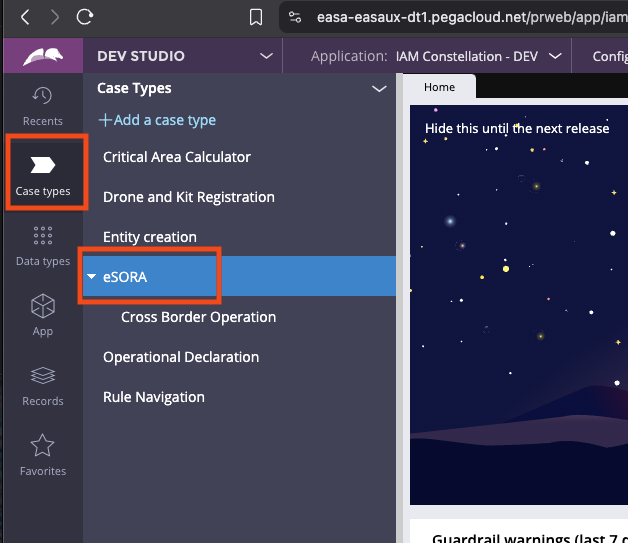 easa-easaux-dt1.pegacloud.net/prweb/app/iam
DEV STUDIO
Application: IAM Constellation - DEV
Config
Recents
Case types
Data types
App
Records
Favorites
Case Types
+Add a case type
Critical Area Calculator
Drone and Kit Registration
Entity creation
eSORA
Cross Border Operation
Operational Declaration
Rule Navigation
Home
Hide this until the next release
Guardrail warnings (last 7 d